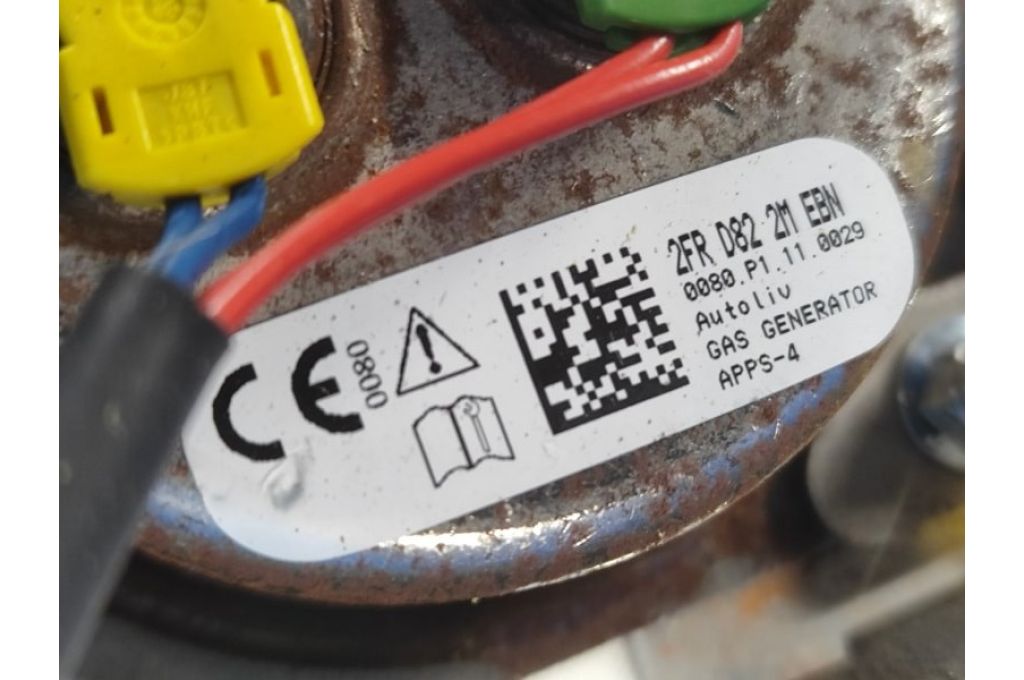 2FR D82 2M EBN
0080.P1.11.0029
Autoliv
GAS GENERATOR
APPS-4
CE
0080